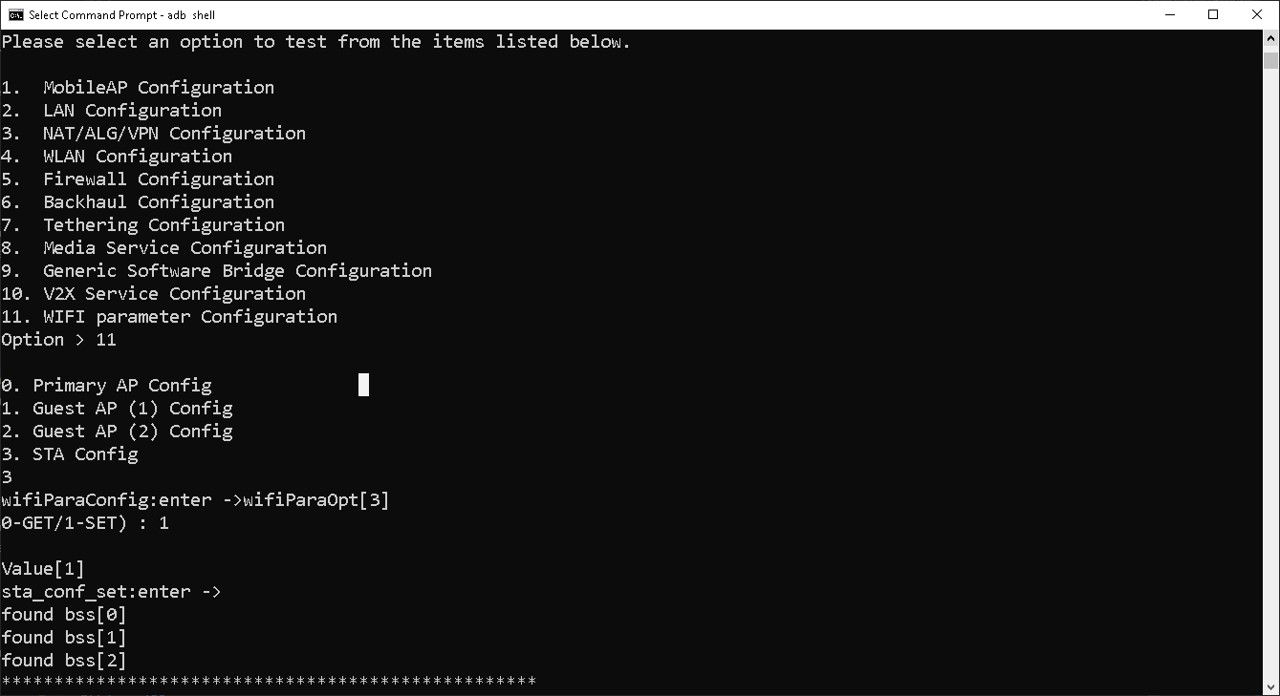 Select Command Prompt - adb shell
Please select an option to test from the items listed below.
1. MobileAP Configuration
2. LAN Configuration
3. NAT/ALG/VPN Configuration
4. WLAN Configuration
5. Firewall Configuration
6. Backhaul Configuration
7. Tethering Configuration
8. Media Service Configuration
9. Generic Software Bridge Configuration
10. V2X Service Configuration
11. WIFI parameter Configuration
Option > 11
0. Primary AP Config
1. Guest AP (1) Config
2. Guest AP (2) Config
3. STA Config
3
wifiParaConfig:enter ->wifiParaOpt[3]
0-GET/1-SET) : 1
Value[1]
sta_conf_set:enter ->
found bss[0]
found bss[1]
found bss[2]
***************************************************